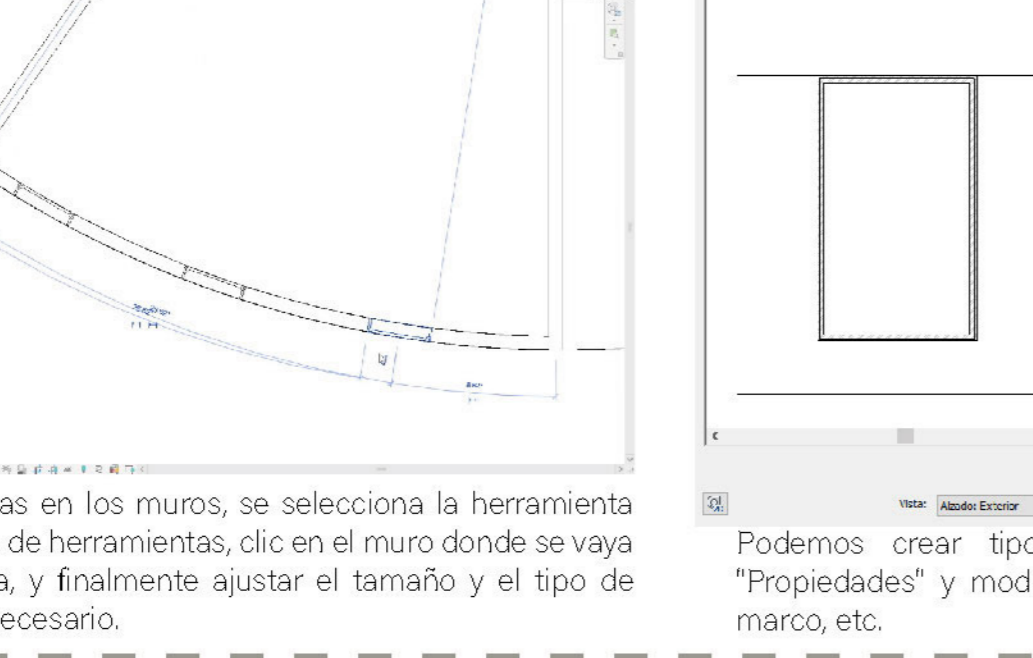 as en los muros, se selecciona la herramienta
de herramientas, clic en el muro donde se vaya
a, y finalmente ajustar el tamaño y el tipo de
ecesario.
Vista: Alzado: Exterior
Podemos crear tipo
"Propiedades" y mod
marco, etc.